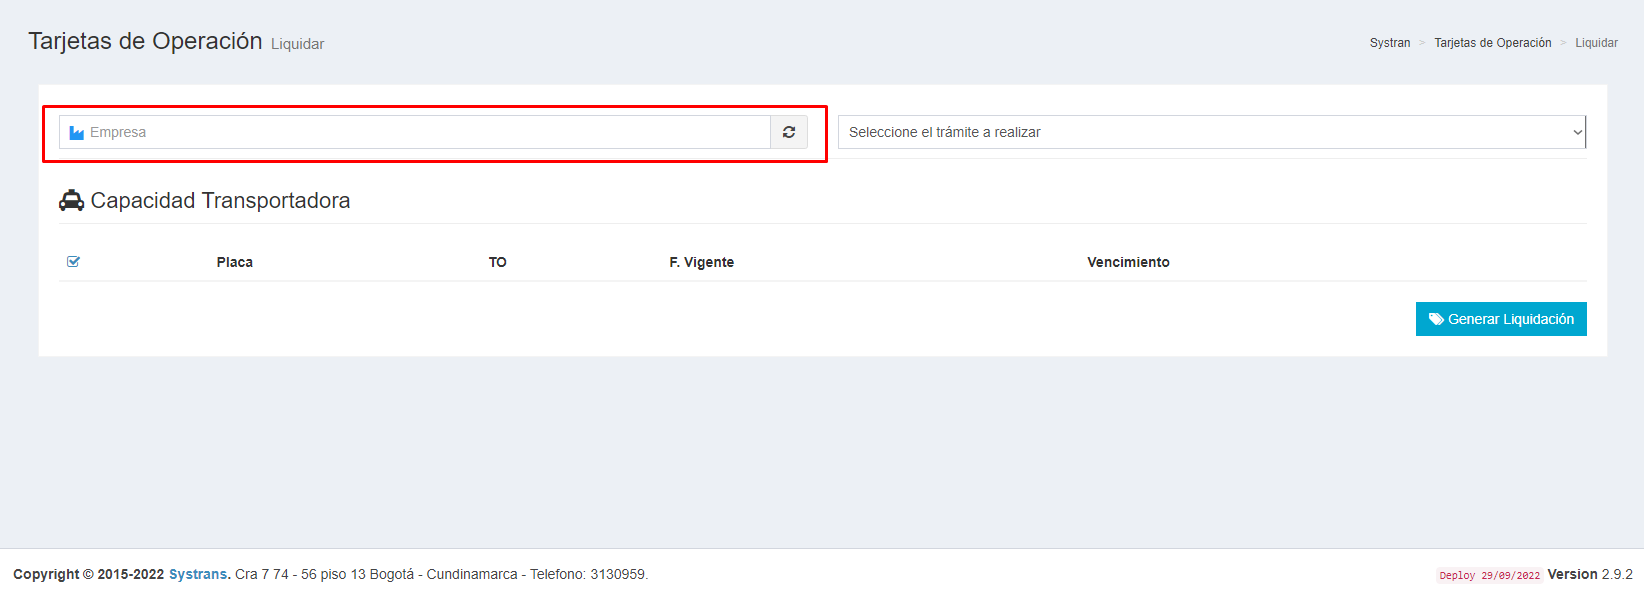 Tarjetas de Operación Liquidar
Systran > Tarjetas de Operación > Liquidar
Empresa
Seleccione el trámite a realizar
Capacidad Transportadora
Placa TO F. Vigente Vencimiento
Generar Liquidación
Copyright © 2015-2022 Systrans. Cra 7 74 - 56 piso 13 Bogotá - Cundinamarca - Telefono: 3130959.
Deploy 29/09/2022 Version 2.9.2